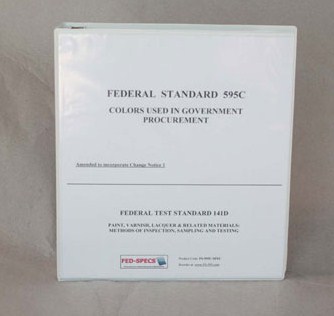 FEDERAL STANDARD 595C
COLORS USED IN GOVERNMENT
PROCUREMENT
Amended to incorporate Change Notice 1
FEDERAL TEST STANDARD 141D
PAINT, VARNISH, LACQUER & RELATED MATERIALS:
METHODS OF INSPECTION, SAMPLING AND TESTING
FED-SPECS